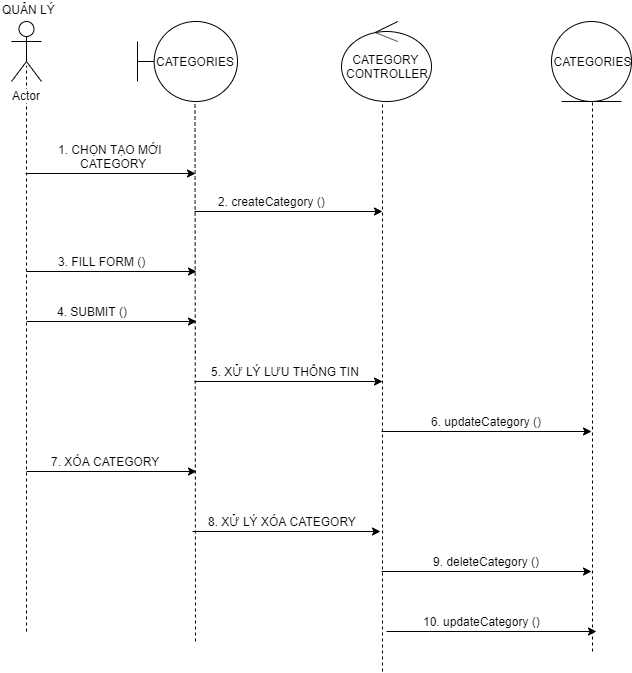 QUẢN LÝ
CATEGORIES
CATEGORY
CONTROLLER
CATEGORIES
Actor
1. CHỌN TẠO MỚI
CATEGORY
2. createCategory ()
3. FILL FORM ()
4. SUBMIT ()
5. XỬ LÝ LƯU THÔNG TIN
6. updateCategory ()
7. XÓA CATEGORY
8. XỬ LÝ XÓA CATEGORY
9. deleteCategory ()
10. updateCategory ()